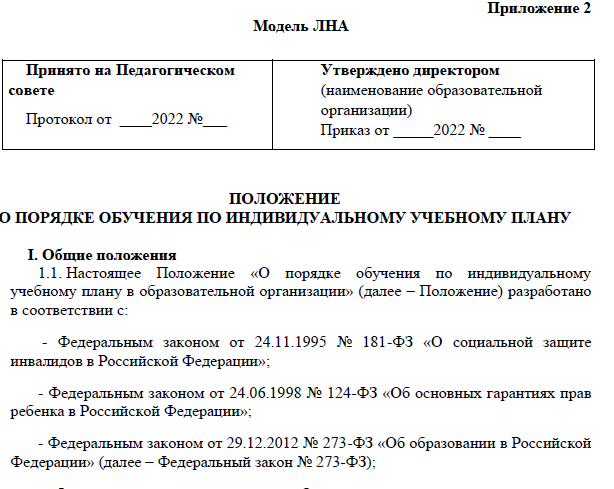 Приложение 2
Модель ЛНА
Принято на Педагогическом
совете
Протокол от ____2022 №___
Утверждено директором
(наименование образовательной
организации)
Приказ от _____2022 № ____
ПОЛОЖЕНИЕ
О ПОРЯДКЕ ОБУЧЕНИЯ ПО ИНДИВИДУАЛЬНОМУ УЧЕБНОМУ ПЛАНУ
I. Общие положения
1.1. Настоящее Положение «О порядке обучения по индивидуальному
учебному плану в образовательной организации» (далее – Положение) разработано
в соответствии с:
- Федеральным законом от 24.11.1995 № 181-ФЗ «О социальной защите
инвалидов в Российской Федерации»;
- Федеральным законом от 24.06.1998 № 124-ФЗ «Об основных гарантиях прав
ребенка в Российской Федерации»;
- Федеральным законом от 29.12.2012 № 273-ФЗ «Об образовании в Российской
Федерации» (далее – Федеральный закон № 273-ФЗ);